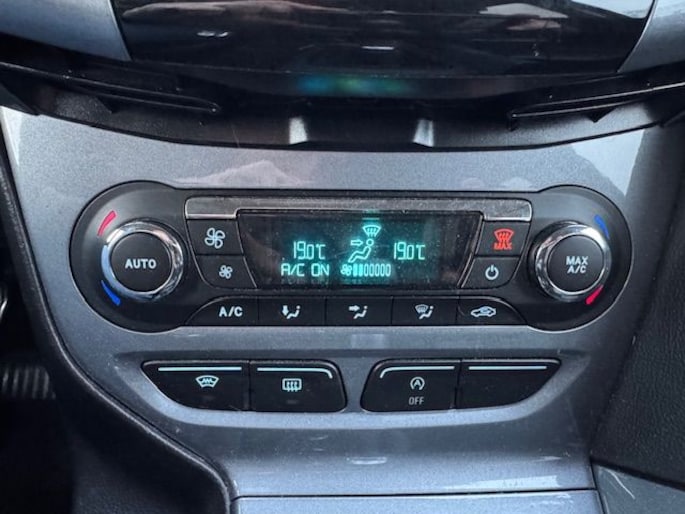 19.0°C 19.0°C
A/C ON
MAX
AUTO
MAX
A/C
A/C
A
OFF